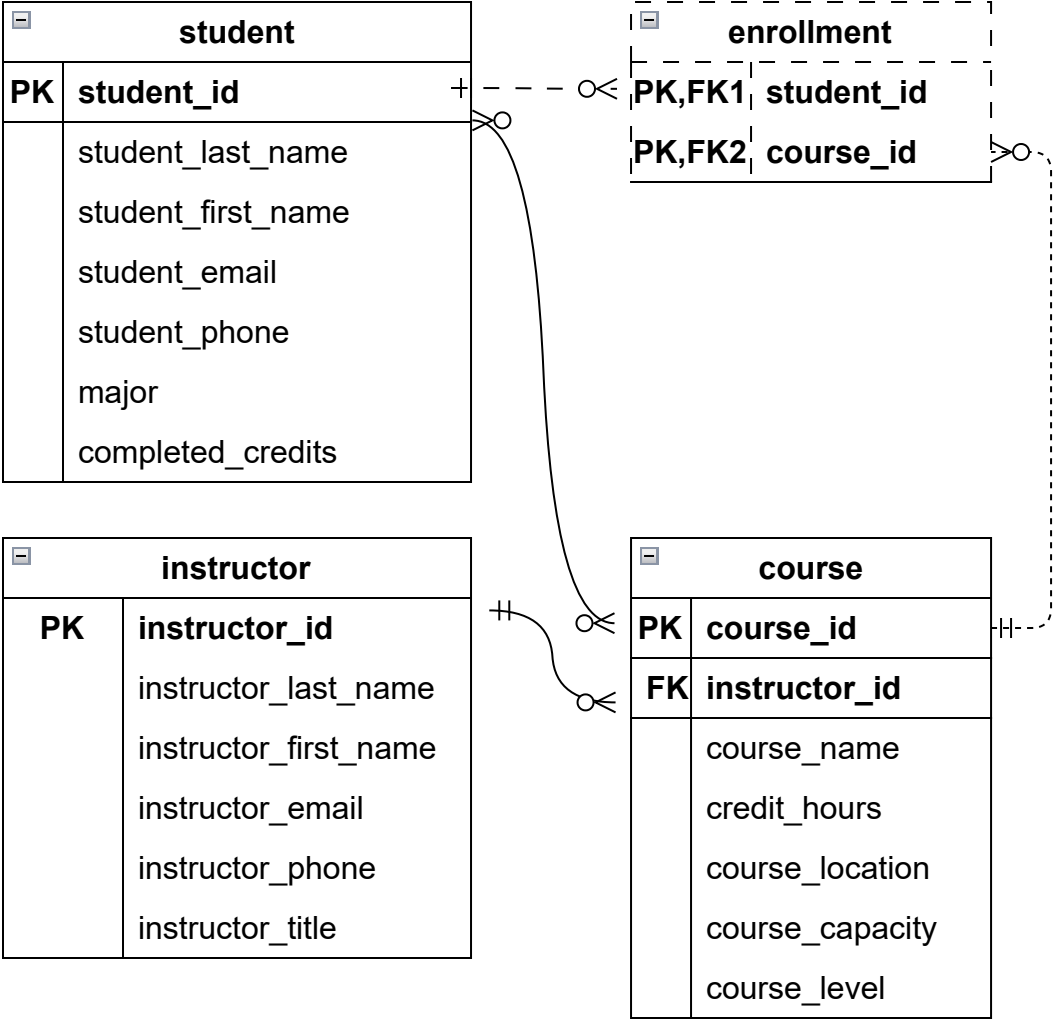 student
PK student_id
student_last_name
student_first_name
student_email
student_phone
major
completed_credits
enrollment
PK,FK1 student_id
PK,FK2 course_id
instructor
PK instructor_id
instructor_last_name
instructor_first_name
instructor_email
instructor_phone
instructor_title
course
PK course_id
FK instructor_id
course_name
credit_hours
course_location
course_capacity
course_level